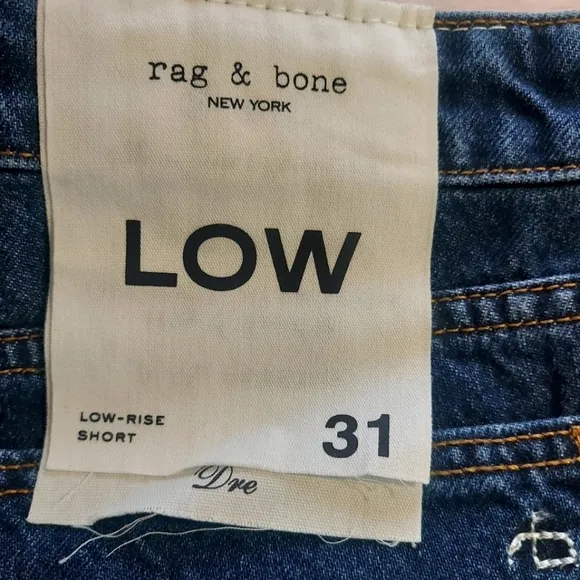 rag & bone
NEW YORK
LOW
LOW-RISE
SHORT
31
Dre